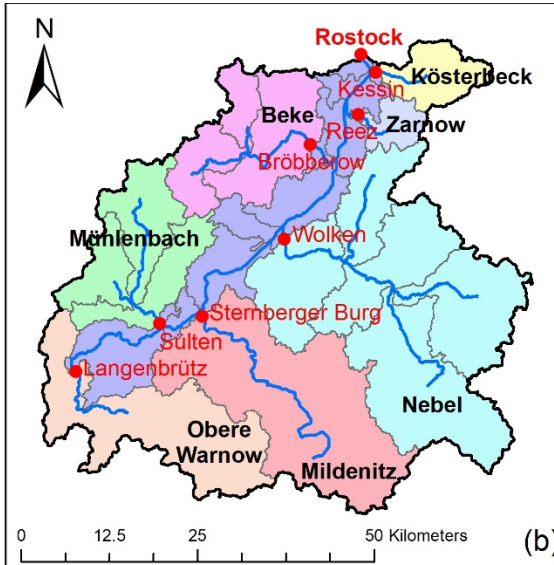 N
Rostock
Kösterbeck
Kessin
Beke
Reez
Zarnow
Bröbberow
Mühlenbach
Wolken
Sternberger Burg
Sülten
Langenbrütz
Nebel
Obere
Warnow
Mildenitz
0 12.5 25 50 Kilometers
(b)